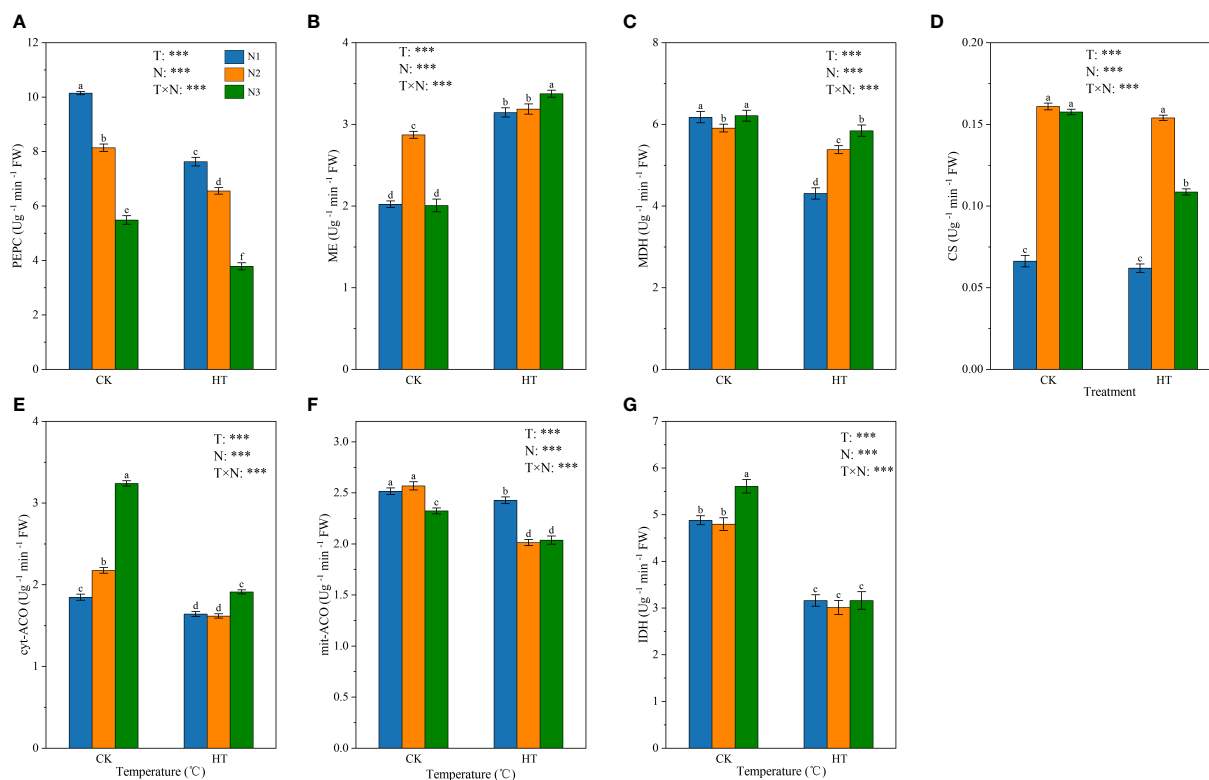 A
PEPC (Ug -1 min -1 FW)
12
10
8
6
4
2
0
T: ***
N: ***
T×N: ***
N1
N2
N3
a
b
e
c
d
f
CK
HT
B
ME (Ug -1 min -1 FW)
4
3
2
1
0
T: ***
N: ***
T×N: ***
d
c
d
b
b
a
CK
HT
C
MDH (Ug -1 min -1 FW)
8
6
4
2
0
T: ***
N: ***
T×N: ***
a
b
a
d
c
b
CK
HT
D
CS (Ug -1 min -1 FW)
0.20
0.15
0.10
0.05
0.00
T: ***
N: ***
T×N: ***
c
a
a
c
a
b
CK
HT
Treatment
E
cyt-ACO (Ug -1 min -1 FW)
4
3
2
1
0
T: ***
N: ***
T×N: ***
c
b
a
d
d
c
CK
HT
Temperature (℃)
F
mit-ACO (Ug -1 min -1 FW)
3.0
2.5
2.0
1.5
1.0
0.5
0.0
T: ***
N: ***
T×N: ***
a
a
c
b
d
d
CK
HT
Temperature (℃)
G
IDH (Ug -1 min -1 FW)
7
6
5
4
3
2
1
0
T: ***
N: ***
T×N: ***
b
b
a
c
c
c
CK
HT
Temperature (℃)